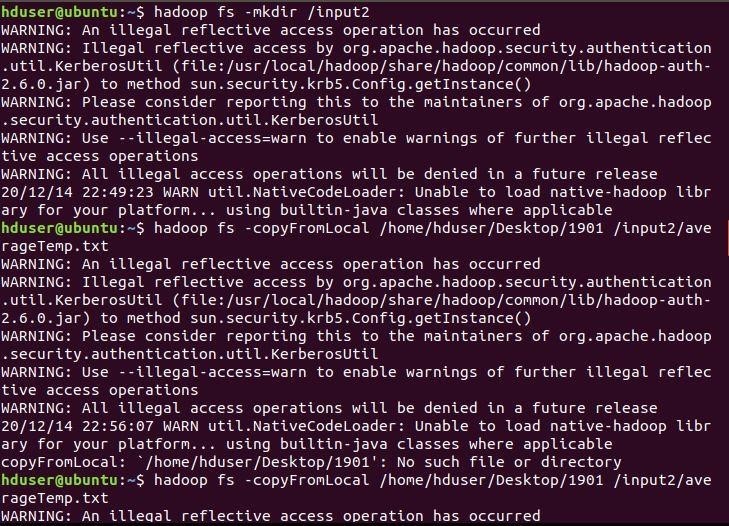 hduser@ubuntu:~$ hadoop fs -mkdir /input2
WARNING: An illegal reflective access operation has occurred
WARNING: Illegal reflective access by org.apache.hadoop.security.authentication
.util.KerberosUtil (file:/usr/local/hadoop/share/hadoop/common/lib/hadoop-auth-
2.6.0.jar) to method sun.security.krb5.Config.getInstance()
WARNING: Please consider reporting this to the maintainers of org.apache.hadoop
.security.authentication.util.KerberosUtil
WARNING: Use --illegal-access=warn to enable warnings of further illegal reflec
tive access operations
WARNING: All illegal access operations will be denied in a future release
20/12/14 22:49:23 WARN util.NativeCodeLoader: Unable to load native-hadoop libr
ary for your platform... using builtin-java classes where applicable
hduser@ubuntu:~$ hadoop fs -copyFromLocal /home/hduser/Desktop/1901 /input2/ave
rageTemp.txt
WARNING: An illegal reflective access operation has occurred
WARNING: Illegal reflective access by org.apache.hadoop.security.authentication
.util.KerberosUtil (file:/usr/local/hadoop/share/hadoop/common/lib/hadoop-auth-
2.6.0.jar) to method sun.security.krb5.Config.getInstance()
WARNING: Please consider reporting this to the maintainers of org.apache.hadoop
.security.authentication.util.KerberosUtil
WARNING: Use --illegal-access=warn to enable warnings of further illegal reflec
tive access operations
WARNING: All illegal access operations will be denied in a future release
20/12/14 22:56:07 WARN util.NativeCodeLoader: Unable to load native-hadoop libr
ary for your platform... using builtin-java classes where applicable
copyFromLocal: `/home/hduser/Desktop/1901': No such file or directory
hduser@ubuntu:~$ hadoop fs -copyFromLocal /home/hduser/Desktop/1901 /input2/ave
rageTemp.txt
WARNING: An illegal reflective access operation has occurred